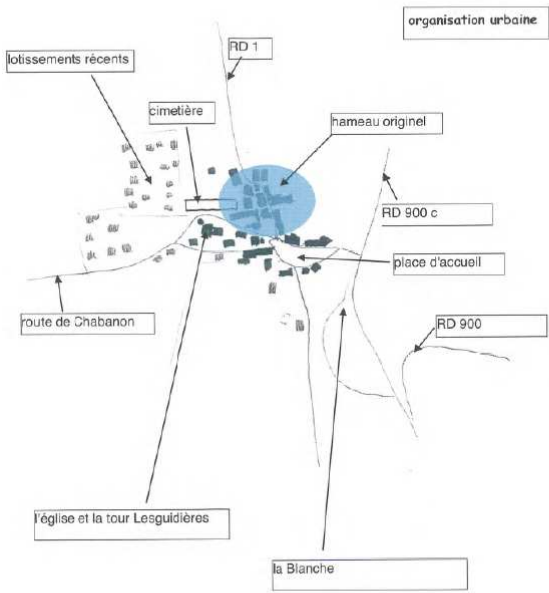 organisation urbaine
RD 1
lotissements récents
cimetière
hameau originel
RD 900 c
place d'accueil
route de Chabanon
RD 900
l'église et la tour Lesguidières
la Blanche